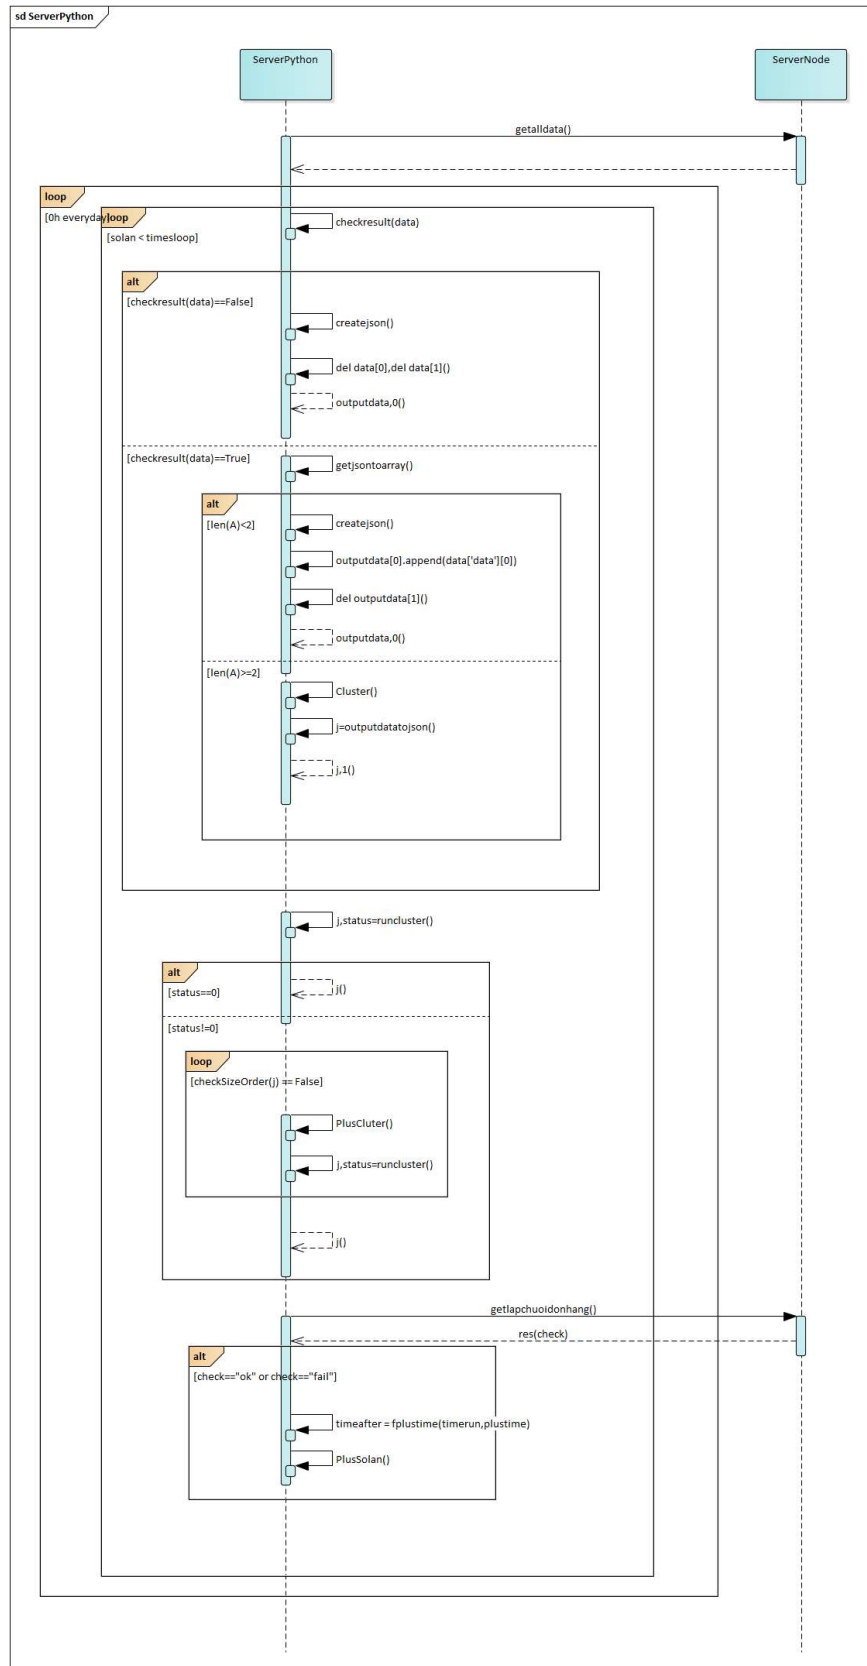 sd ServerPython
ServerPython
ServerNode
getalldata()
loop
[0h everyday]
loop
[solan < timesloop]
checkresult(data)
alt
[checkresult(data)==False]
createjson()
del data[0],del data[1]()
outputdata,0()
[checkresult(data)==True]
getjsontoarray()
alt
[len(A)<2]
createjson()
outputdata[0].append(data['data'][0])
del outputdata[1]()
outputdata,0()
[len(A)>=2]
Cluster()
j=outputdatatojson()
j,1()
j,status=runcluster()
alt
[status==0]
j()
[status!=0]
loop
[checkSizeOrder(j) == False]
PlusCluter()
j,status=runcluster()
j()
getlapchuoidonhang()
res(check)
alt
[check=="ok" or check=="fail"]
timeafter = fplustime(timerun,plustime)
PlusSolan()